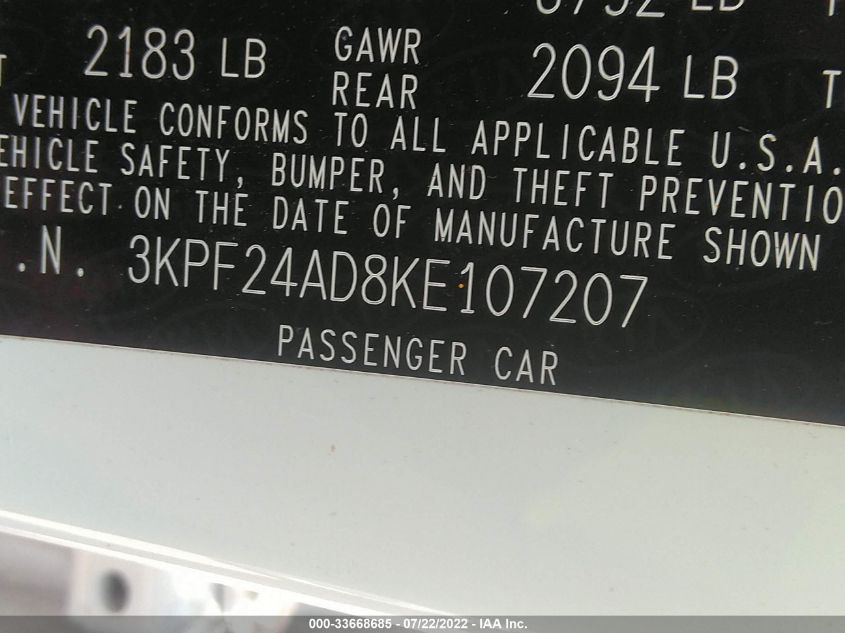 2183 LB GAWR REAR 2094 LB
VEHICLE CONFORMS TO ALL APPLICABLE U.S.A.
VEHICLE SAFETY, BUMPER, AND THEFT PREVENTIO
EFFECT ON THE DATE OF MANUFACTURE SHOWN
.N. 3KPF24AD8KE107207
PASSENGER CAR
000-33668685 - 07/22/2022 - IAA Inc.